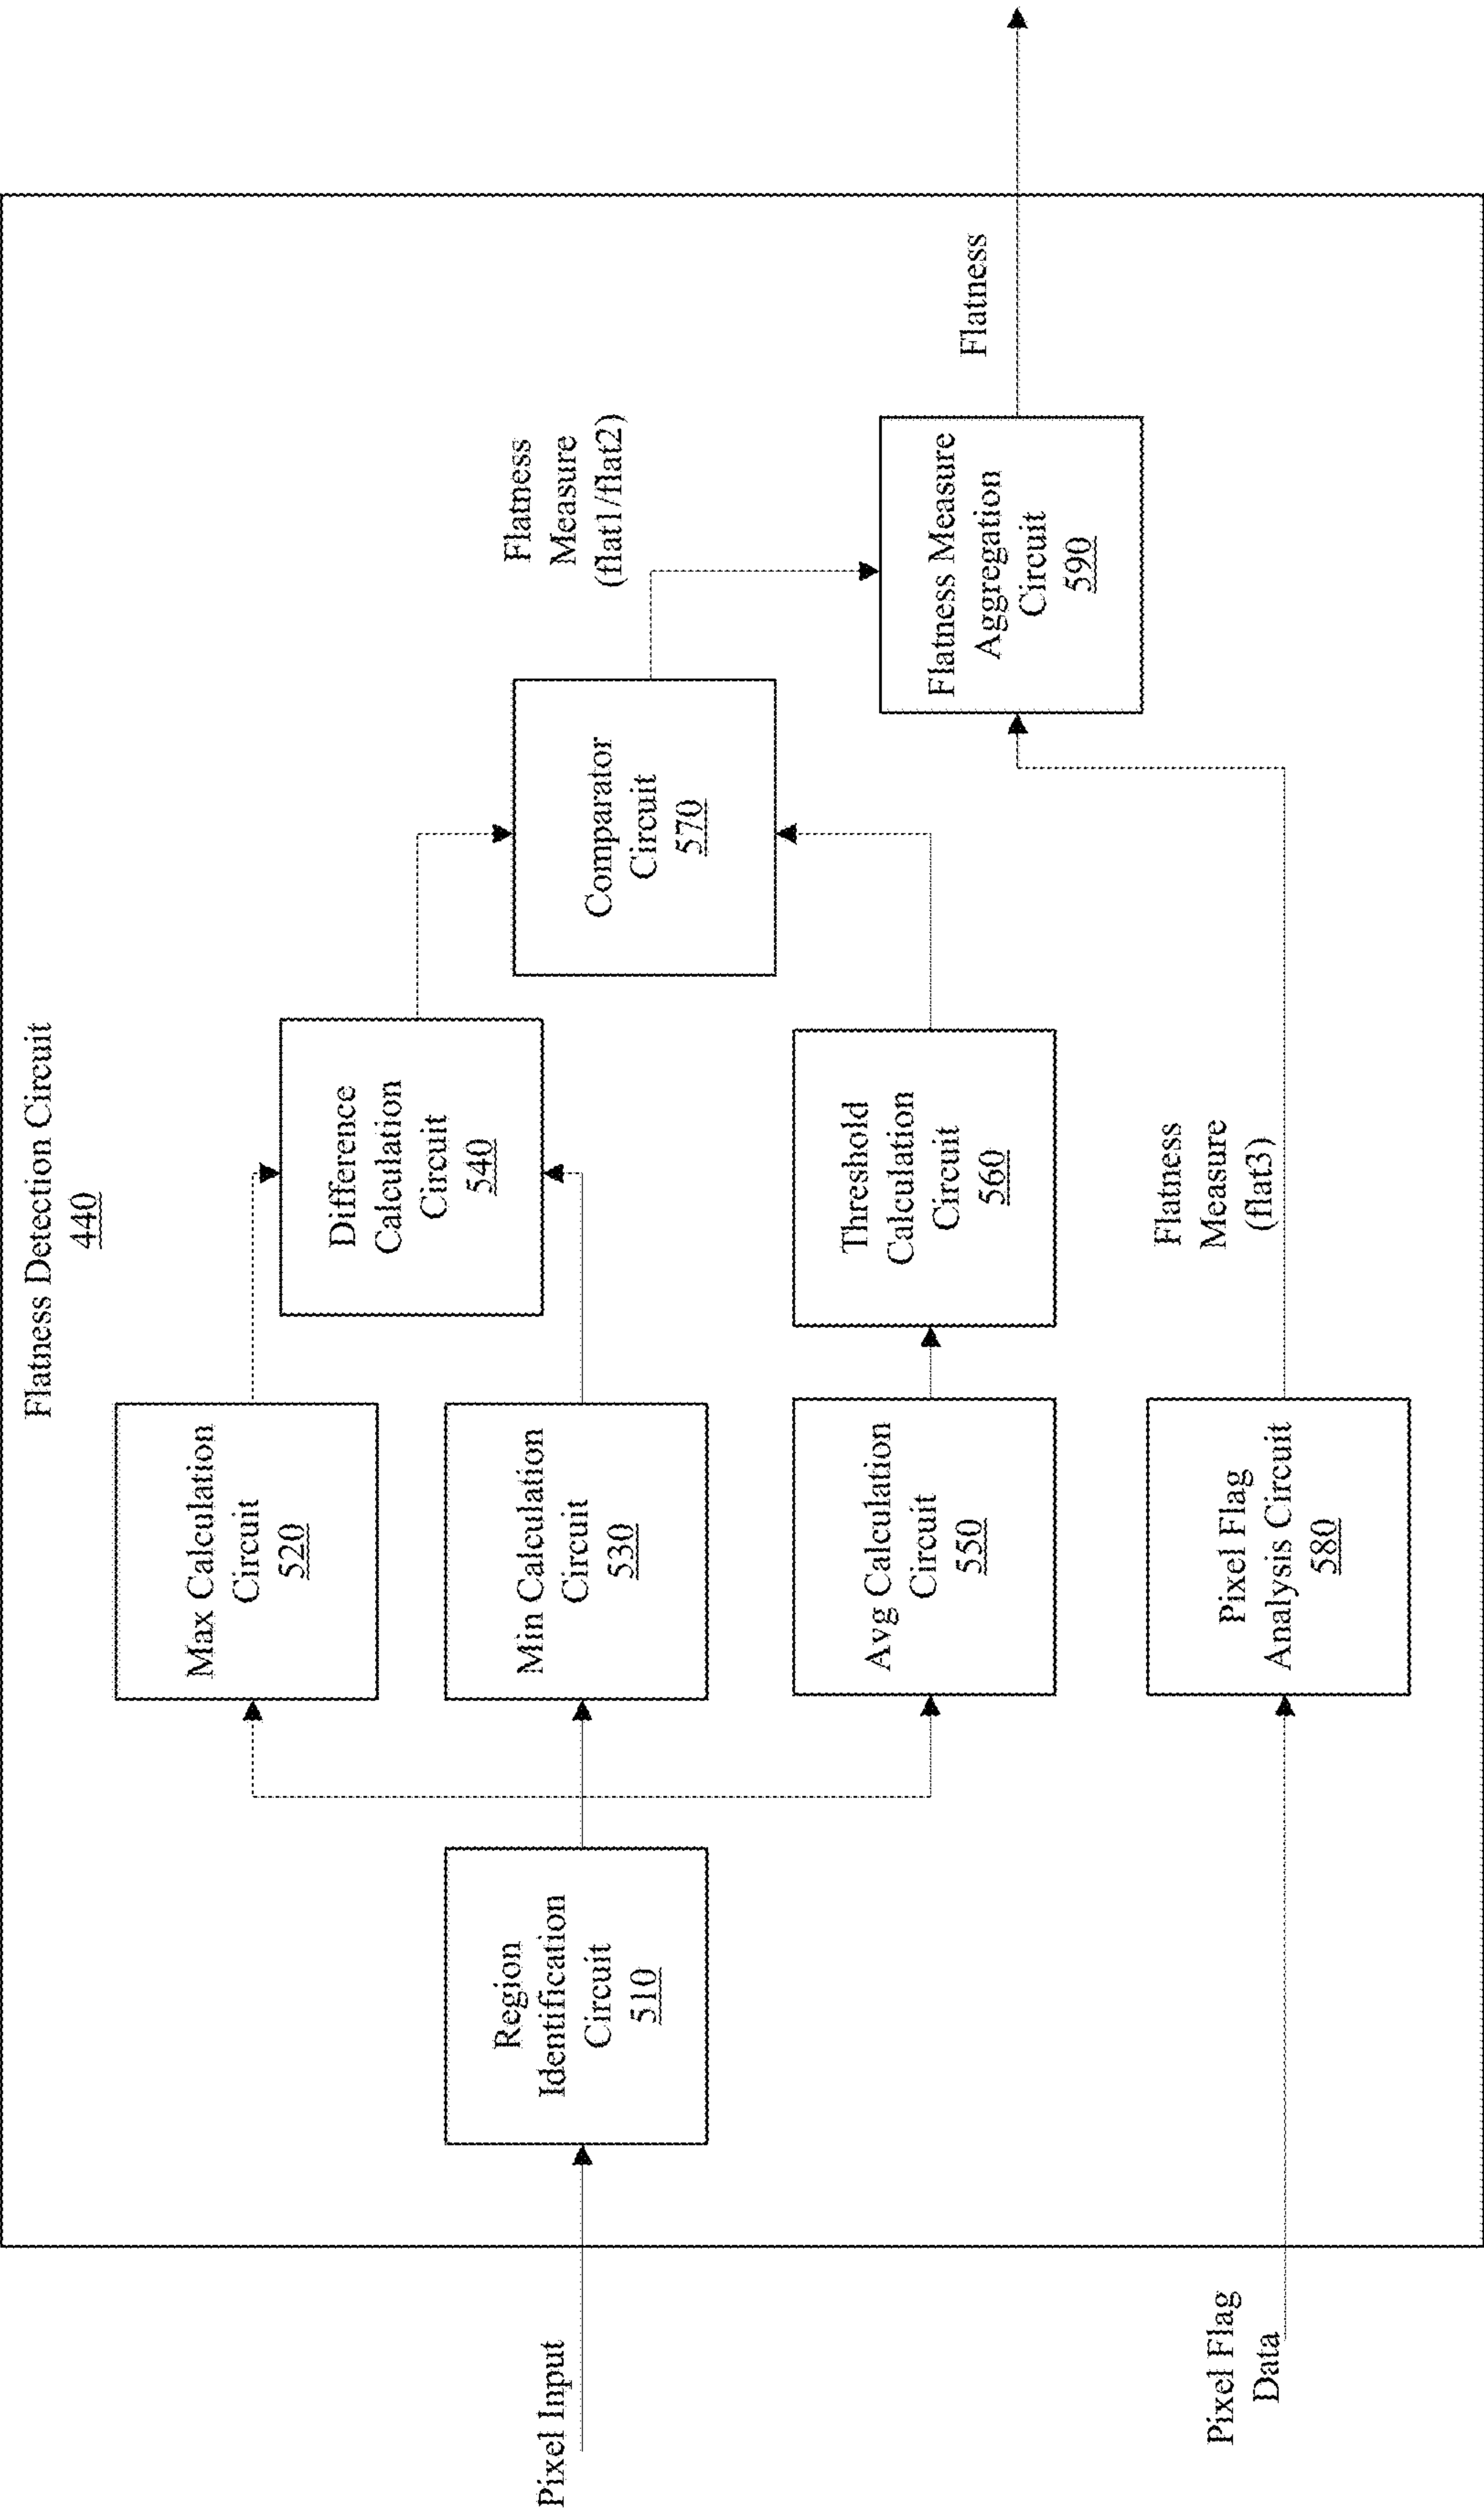 Flatness Detection Circuit
440
Pixel Input
Region
Identification
Circuit
510
Max Calculation
Circuit
520
Min Calculation
Circuit
530
Difference
Calculation
Circuit
540
Avg Calculation
Circuit
550
Threshold
Calculation
Circuit
560
Comparator
Circuit
570
Flatness
Measure
(flat1/flat2)
Pixel Flag
Data
Pixel Flag
Analysis Circuit
580
Flatness
Measure
(flat3)
Flatness Measure
Aggregation
Circuit
590
Flatness